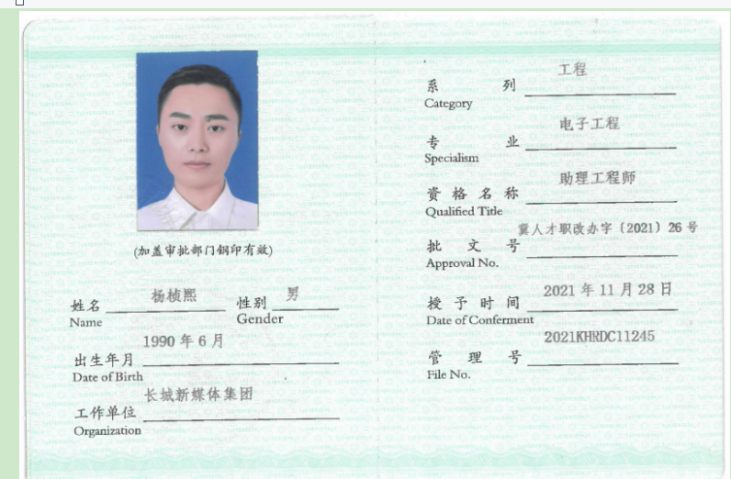 (加盖审批部门钢印有效)
姓名 杨桢熙 性别 男
Name Gender
出生年月 1990 年 6 月
Date of Birth
工作单位 长城新媒体集团
Organization
系 列 工程
Category
专 业 电子工程
Specialism
资格名称 助理工程师
Qualified Title
批 文 号 冀人才职改办字〔2021〕26 号
Approval No.
授予时间 2021 年 11 月 28 日
Date of Conferment
管 理 号 2021KHRDC11245
File No.